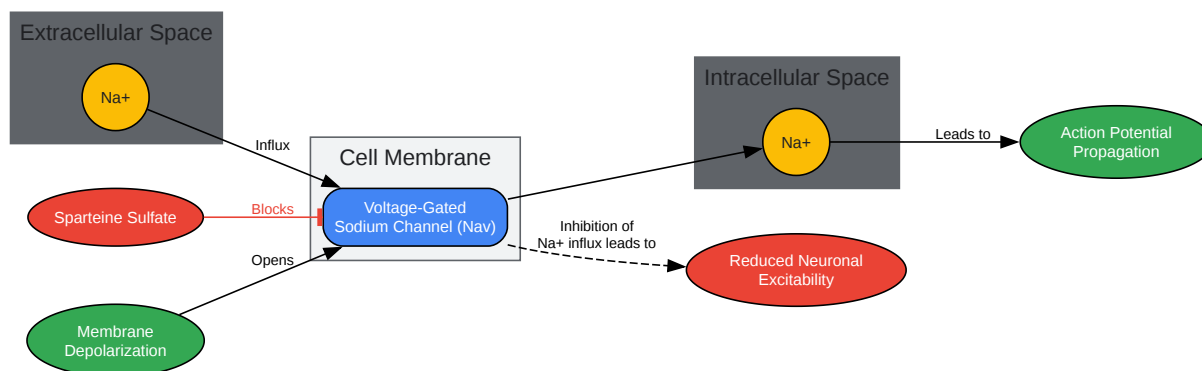 Extracellular Space
Na+
Influx
Cell Membrane
Sparteine Sulfate
Blocks
Voltage-Gated
Sodium Channel (Nav)
Opens
Membrane
Depolarization
Intracellular Space
Na+
Leads to
Action Potential
Propagation
Inhibition of
Na+ influx leads to
Reduced Neuronal
Excitability